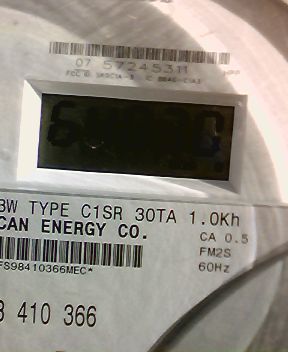 07 57245311
3W TYPE C1SR 30TA 1.0Kh
CAN ENERGY CO.
CA 0.5
FM2S
60Hz
FS98410366MEC*
3 410 366